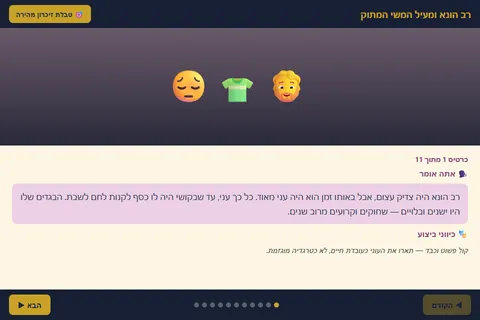 רב הונא ומעיל המשי המתוק
טבלת זיכרון מהירה
כרטיס 1 מתוך 11
אתה אומר
רב הונא היה צדיק עצום, אבל באותו זמן הוא היה עני מאוד. כל כך עני, עד שבקושי היה לו כסף לקנות לחם לשבת. הבגדים שלו
היו ישנים ובלויים — שחוקים וקרועים מרוב שנים.
כיווני ביצוע
קול פשוט וכבד — תארו את העוני כעובדת חיים, לא כטרגדיה מוגזמת.
◀ הקודם
הבא ▶